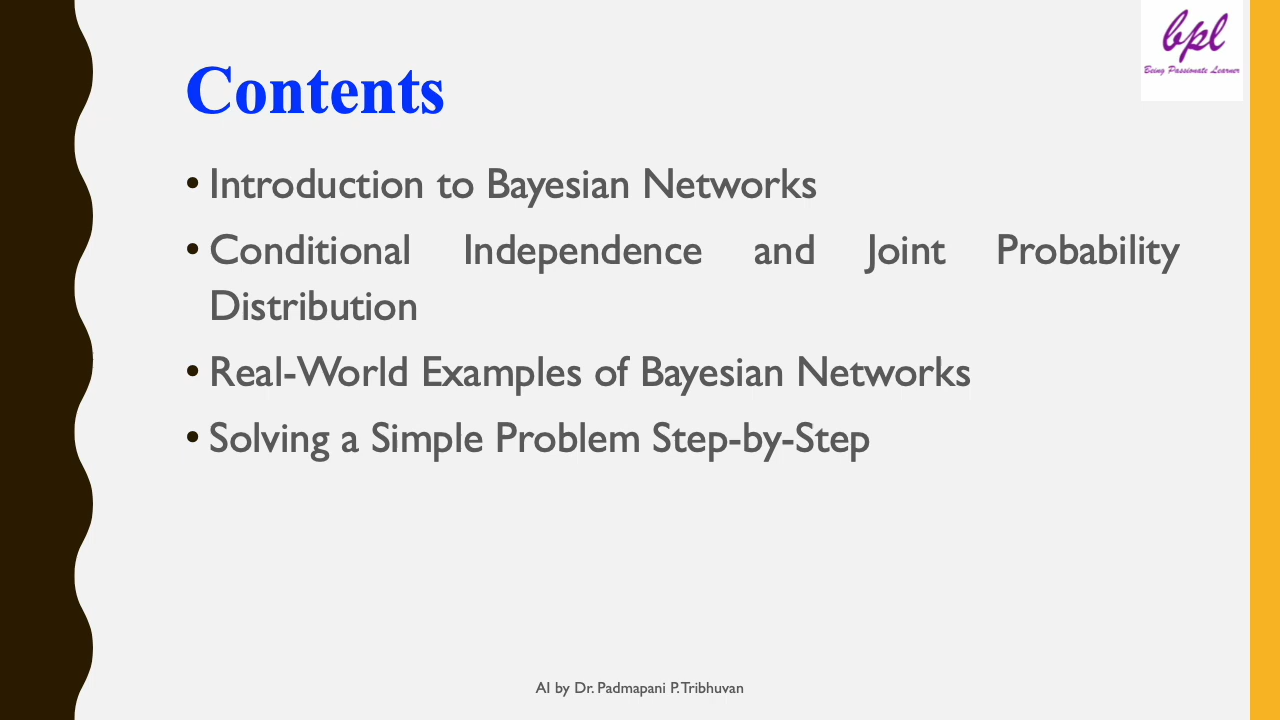 bpl
Being Passionate Learner
Contents
• Introduction to Bayesian Networks
• Conditional Independence and Joint Probability
Distribution
• Real-World Examples of Bayesian Networks
• Solving a Simple Problem Step-by-Step
AI by Dr. Padmapani P. Tribhuvan